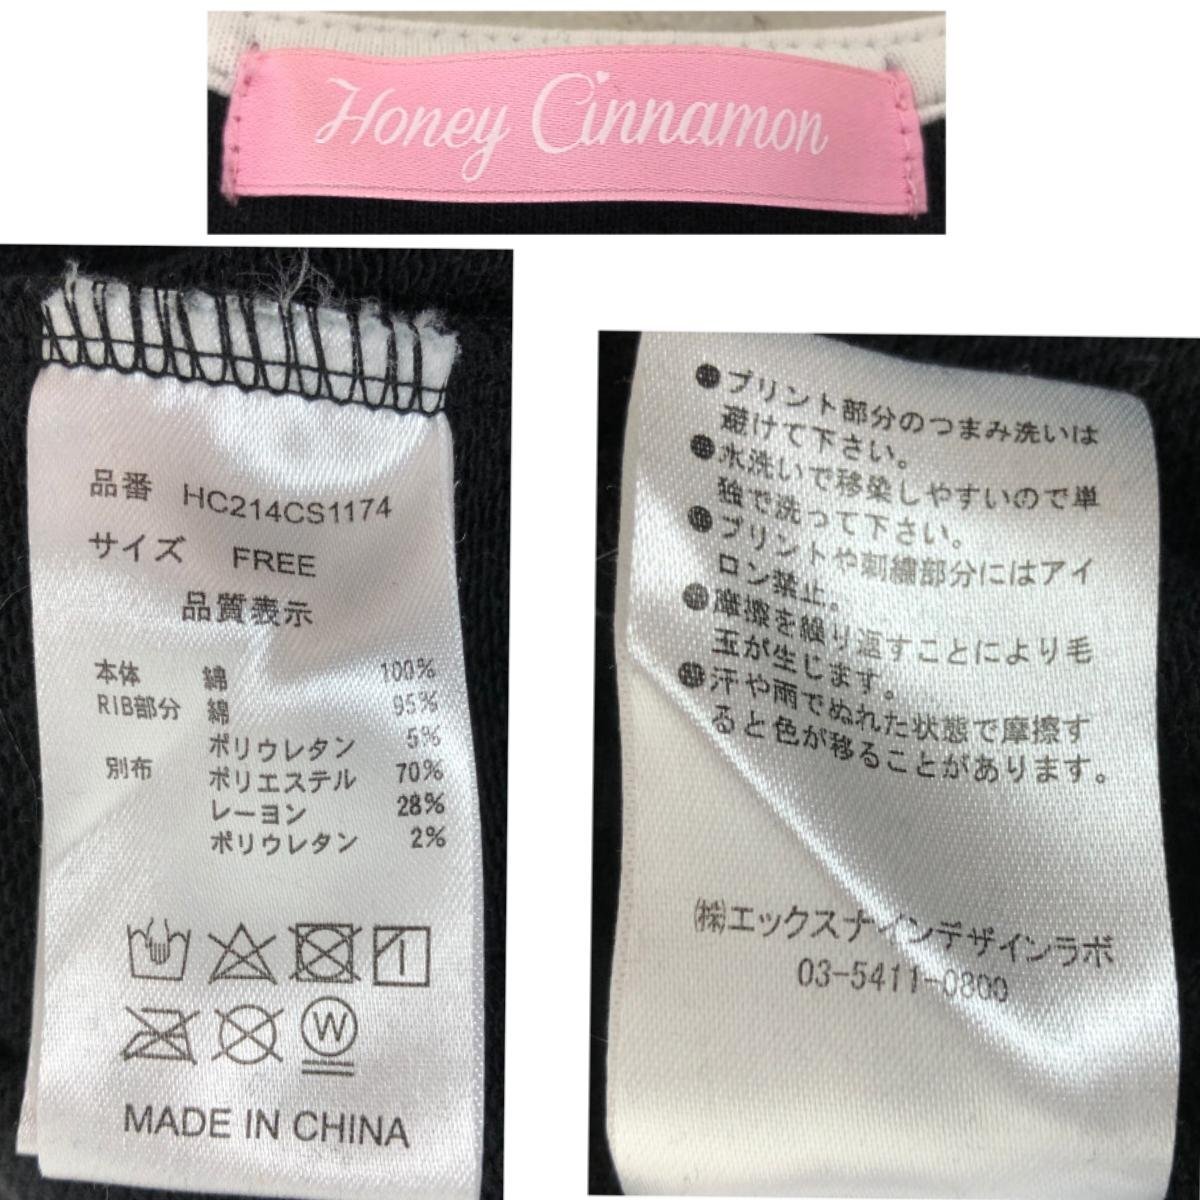 Honey Cinnamon
品番 HC214CS1174
サイズ FREE
品質表示
本体 綿 100%
RIB部分 綿 95%
ポリウレタン 5%
別布 ポリエステル 70%
レーヨン 28%
ポリウレタン 2%
W
MADE IN CHINA
●プリント部分のつまみ洗いは
避けて下さい。
●水洗いで移染しやすいので単
独で洗って下さい。
●プリントや刺繍部分にはアイ
ロン禁止。
●摩擦を繰り返すことにより毛
玉が生じます。
●汗や雨でぬれた状態で摩擦す
ると色が移ることがあります。
㈱エックスナインデザインラボ
03-5411-0800